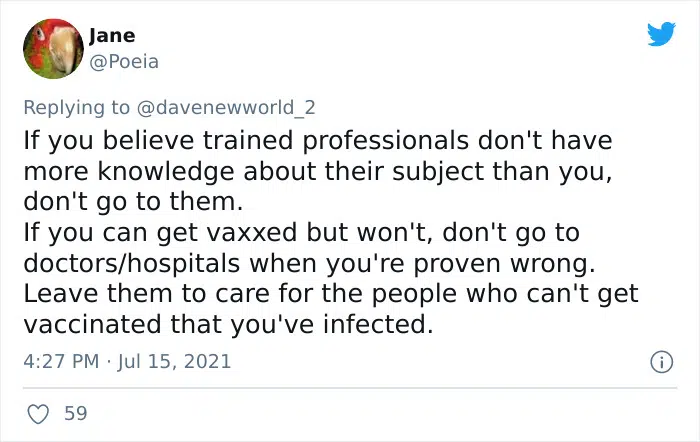 Jane
@Poeia
Replying to @davenewworld_2
If you believe trained professionals don't have
more knowledge about their subject than you,
don't go to them.
If you can get vaxxed but won't, don't go to
doctors/hospitals when you're proven wrong.
Leave them to care for the people who can't get
vaccinated that you've infected.
4:27 PM · Jul 15, 2021
59